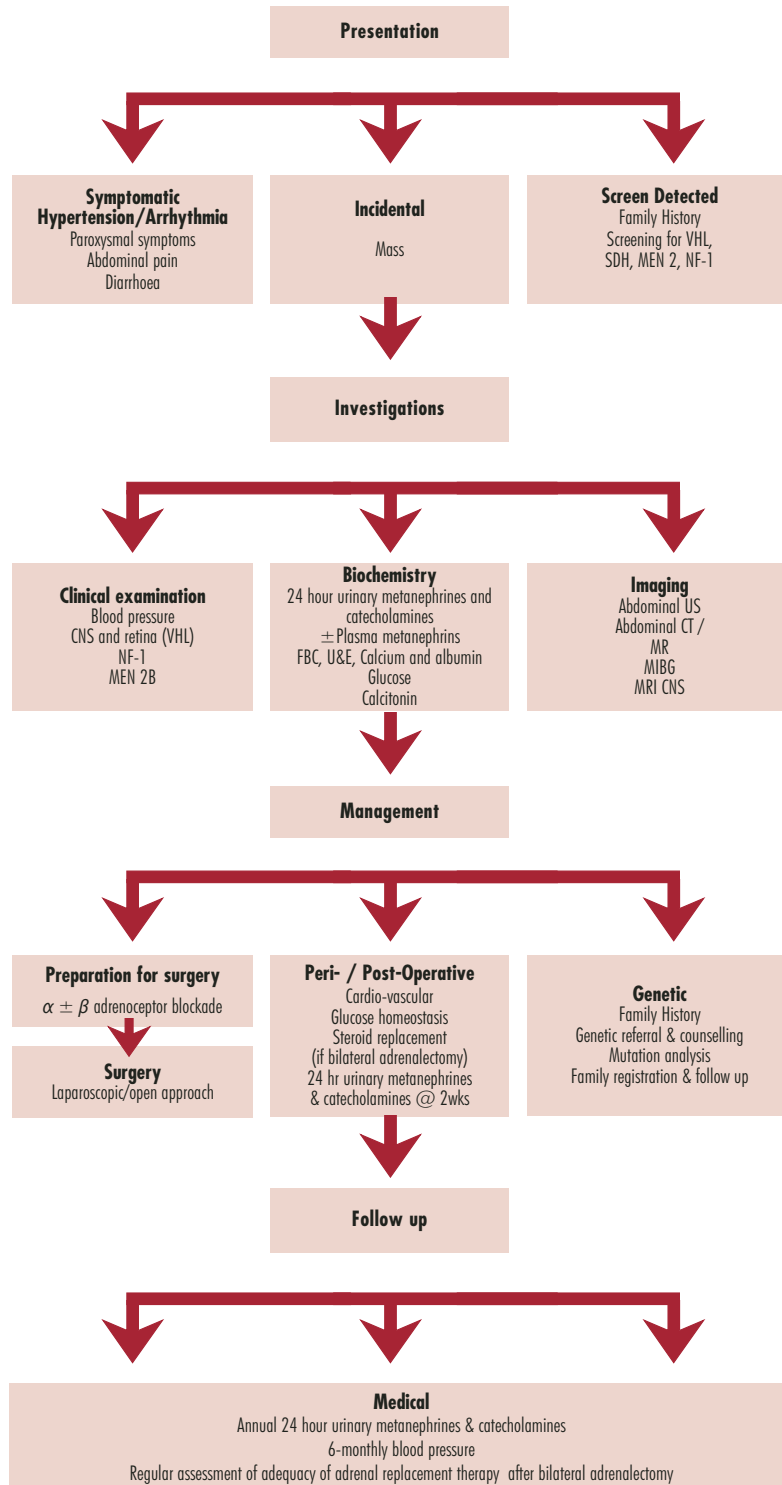 Presentation
Symptomatic
Hypertension/Arrhythmia
Paroxysmal symptoms
Abdominal pain
Diarrhoea
Incidental
Mass
Screen Detected
Family History
Screening for VHL,
SDH, MEN 2, NF-1
Investigations
Clinical examination
Blood pressure
CNS and retina (VHL)
NF-1
MEN 2B
Biochemistry
24 hour urinary metanephrines and
catecholamines
±Plasma metanephrins
FBC, U&E, Calcium and albumin
Glucose
Calcitonin
Imaging
Abdominal US
Abdominal CT /
MR
MIBG
MRI CNS
Management
Preparation for surgery
α ± β adrenoceptor blockade
Surgery
Laparoscopic/open approach
Peri- / Post-Operative
Cardio-vascular
Glucose homeostasis
Steroid replacement
(if bilateral adrenalectomy)
24 hr urinary metanephrines
& catecholamines @ 2wks
Genetic
Family History
Genetic referral & counselling
Mutation analysis
Family registration & follow up
Follow up
Medical
Annual 24 hour urinary metanephrines & catecholamines
6-monthly blood pressure
Regular assessment of adequacy of adrenal replacement therapy after bilateral adrenalectomy